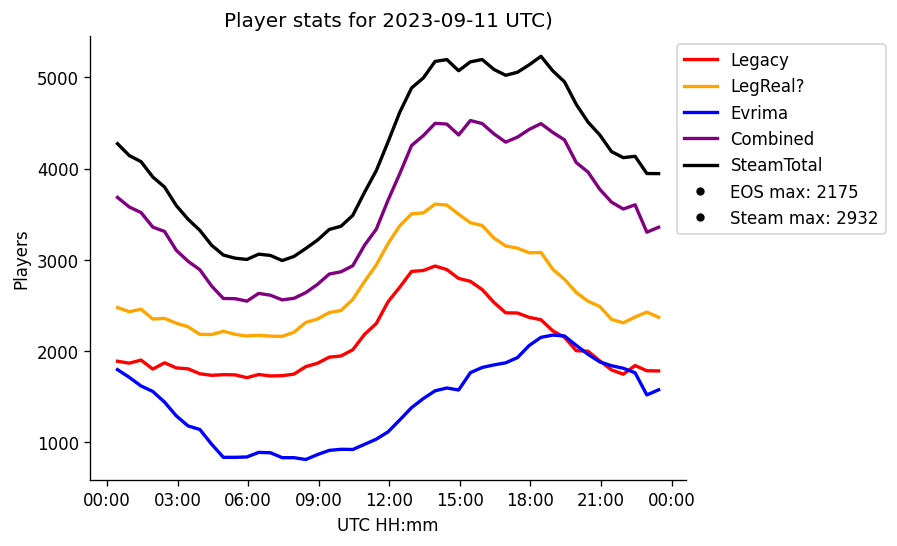 Player stats for 2023-09-11 UTC)
Legacy
LegReal?
Evrima
Combined
SteamTotal
EOS max: 2175
Steam max: 2932
5000
4000
3000
2000
1000
Players
00:00 03:00 06:00 09:00 12:00 15:00 18:00 21:00 00:00
UTC HH:mm